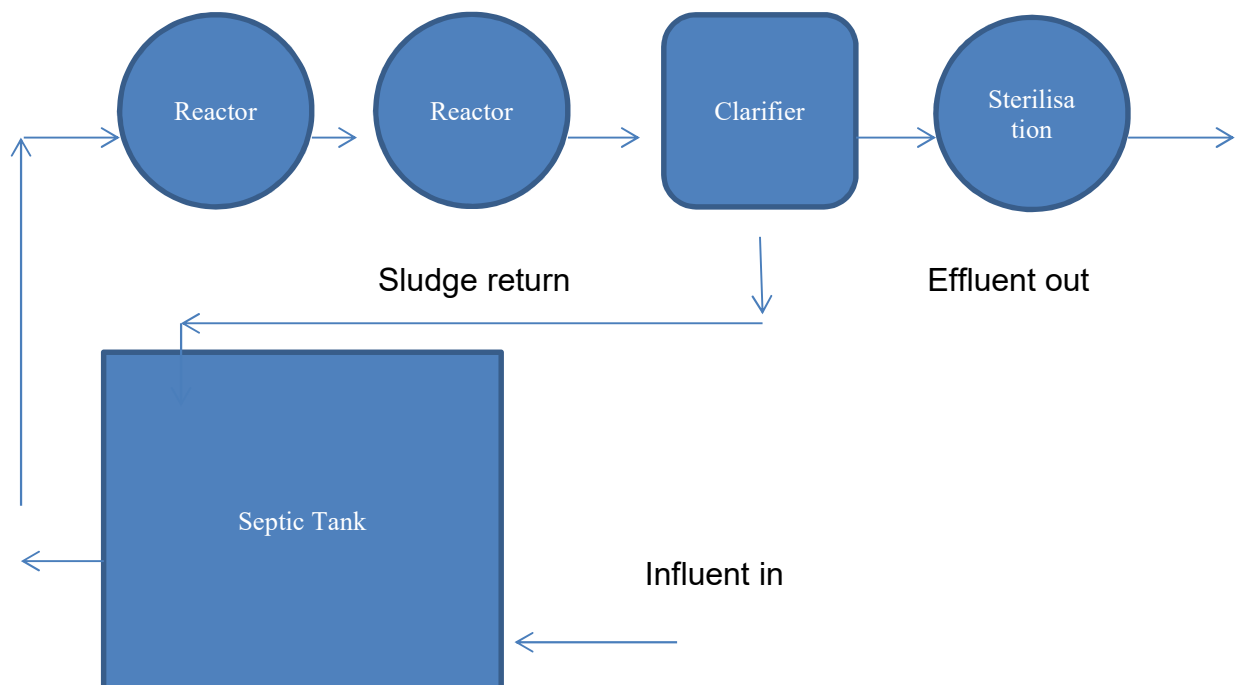 Reactor
Reactor
Clarifier
Sterilisa
tion
Sludge return
Effluent out
Septic Tank
Influent in